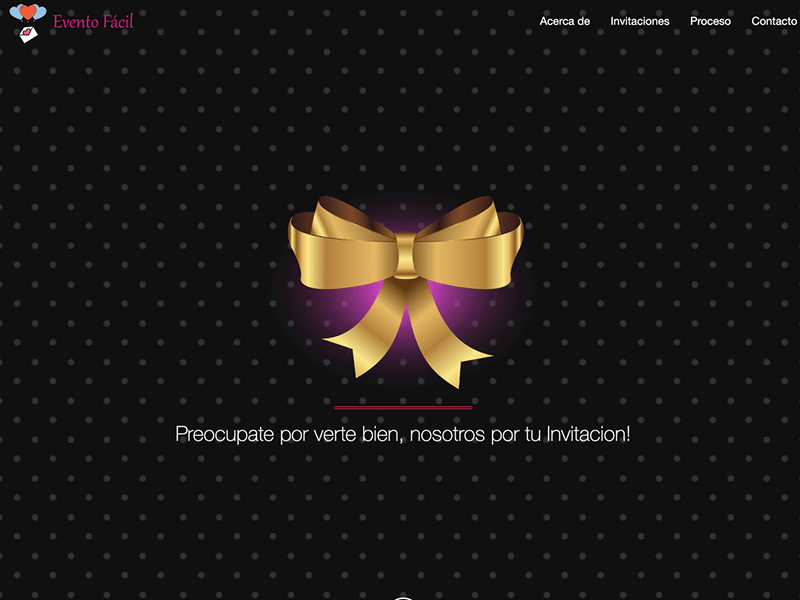 Evento Fácil
Acerca de Invitaciones Proceso Contacto
Preocupate por verte bien, nosotros por tu Invitacion!